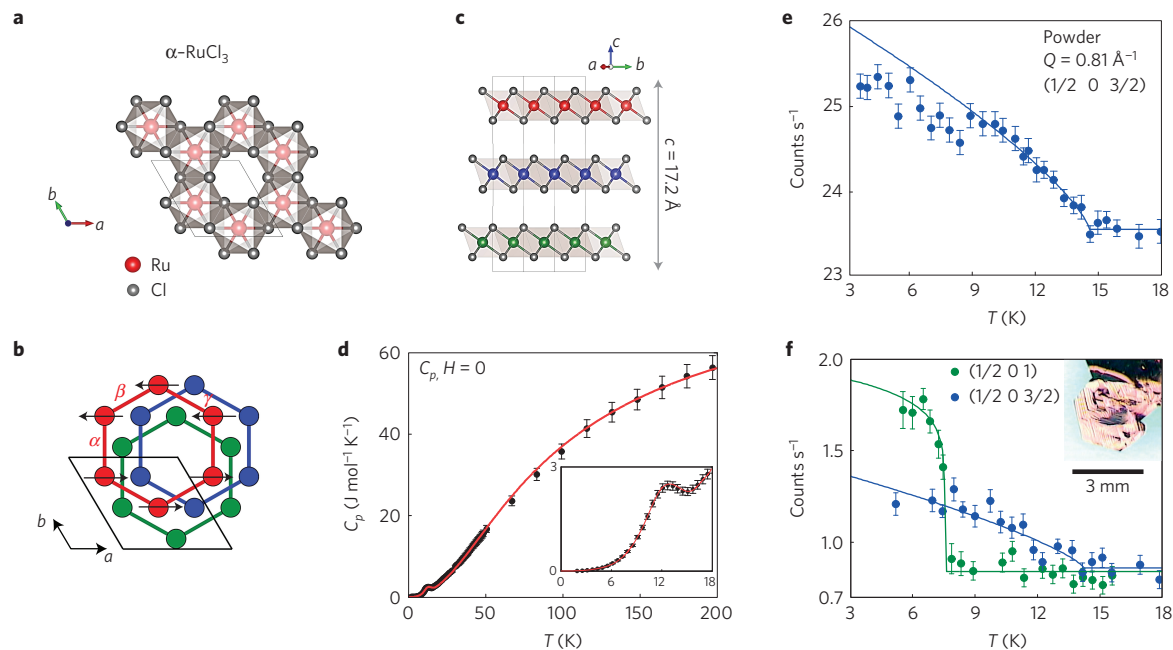 a
α-RuCl3
b
a
Ru
Cl
b
β
γ
α
b
a
c
c
a
b
c = 17.2 Å
d
Cp, H = 0
60
40
20
0
Cp (J mol−1 K−1)
0
50
100
150
200
T (K)
3
0
0
6
12
18
e
26
25
24
23
Counts s−1
Powder
Q = 0.81 Å−1
(1/2 0 3/2)
3
6
9
12
15
18
T (K)
f
2.0
1.6
1.0
0.7
Counts s−1
(1/2 0 1)
(1/2 0 3/2)
3 mm
3
6
9
12
15
18
T (K)